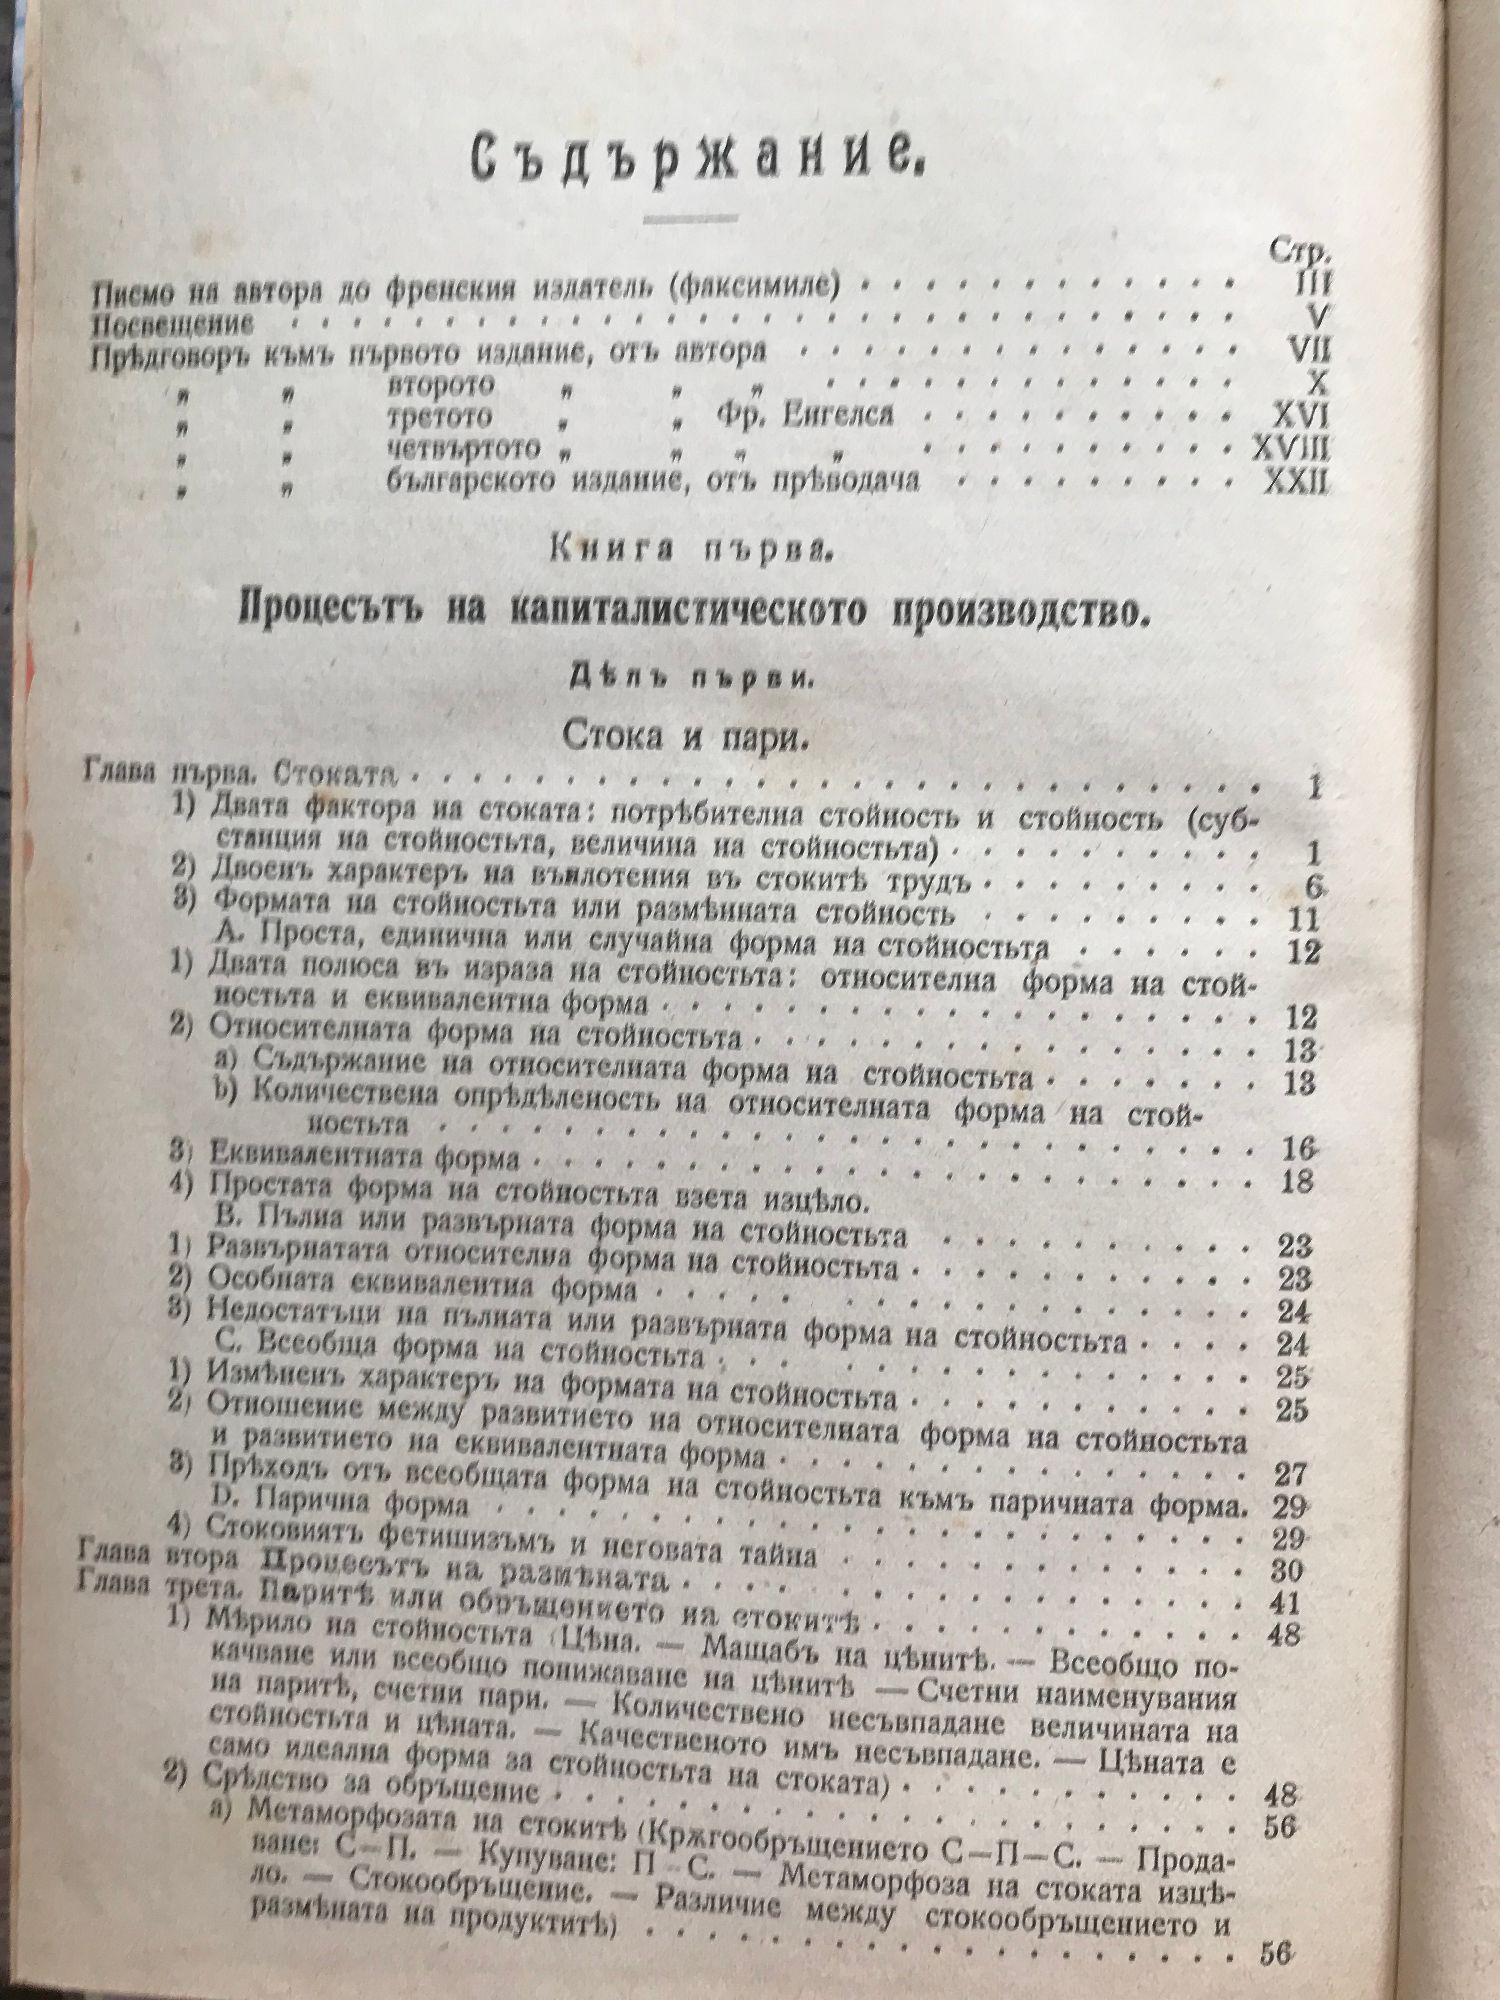 Съдържание.
Стр.
Писмо на автора до френския издатель (факсимиле) . . . . . . . . . . . . III
Посвещение . . . . . . . . . . . . . . . . . . . . . . . . . . . . . V
Прѣдговоръ къмъ първото издание, отъ автора . . . . . . . . . . . . . . VII
„ „ второто „ „ „ . . . . . . . . . . . . . X
„ „ третото „ „ Фр. Енгелса . . . . . . . . . . XVI
„ „ четвъртото „ „ „ „ . . . . . . . . . . XVIII
„ „ българското издание, отъ прѣводача . . . . . . . . . XXII
Книга първа.
Процесътъ на капиталистическото производство.
Дѣлъ първи.
Стока и пари.
Глава първа. Стоката . . . . . . . . . . . . . . . . . . . . . . . . . 1
1) Двата фактора на стоката: потрѣбителна стойность и стойность (суб-
станция на стойностьта, величина на стойностьта) . . . . . . . . . . 1
2) Двоенъ характеръ на въплотения въ стокитѣ трудъ . . . . . . . . . 6
3) Формата на стойностьта или размѣнната стойность . . . . . . . . . 11
А. Проста, единична или случайна форма на стойностьта . . . . . . 12
1) Двата полюса въ израза на стойностьта: относителна форма на стой-
ностьта и еквивалентна форма . . . . . . . . . . . . . . . . . . . 12
2) Относителната форма на стойностьта . . . . . . . . . . . . . . . . 13
a) Съдържание на относителната форма на стойностьта . . . . . . . 13
b) Количествена опрѣдѣленость на относителната форма на стой-
ностьта . . . . . . . . . . . . . . . . . . . . . . . . . . 16
3) Еквивалентната форма . . . . . . . . . . . . . . . . . . . . . . . 18
4) Простата форма на стойностьта взета изцѣло.
B. Пълна или развърната форма на стойностьта . . . . . . . . . . 23
1) Развърнатата относителна форма на стойностьта . . . . . . . . . . . 23
2) Особната еквивалентна форма . . . . . . . . . . . . . . . . . . 24
3) Недостатъци на пълната или развърната форма на стойностьта . . . . 24
C. Всеобща форма на стойностьта . . . . . . . . . . . . . . . . 25
1) Измѣненъ характеръ на формата на стойностьта . . . . . . . . . . . 25
2) Отношение между развитието на относителната форма на стойностьта
и развитието на еквивалентната форма . . . . . . . . . . . . . . . 27
3) Прѣходъ отъ всеобщата форма на стойностьта къмъ паричната форма. 29
D. Парична форма . . . . . . . . . . . . . . . . . . . . . . . 29
4) Стоковиятъ фетишизъмъ и неговата тайна . . . . . . . . . . . . . 30
Глава втора Процесътъ на размѣната . . . . . . . . . . . . . . . . . 41
Глава трета. Паритѣ или обръщението на стокитѣ . . . . . . . . . . . . 48
1) Мѣрило на стойностьта (Цѣна. — Мащабъ на цѣнитѣ. — Всеобщо по-
качване или всеобщо понижаване на цѣнитѣ — Счетни наименувания
на паритѣ, счетни пари. — Количествено несъвпадане величината на
стойностьта и цѣната. — Качественото имъ несъвпадане. — Цѣната е
само идеална форма за стойностьта на стоката) . . . . . . . . . . . 48
2) Срѣдство за обръщение . . . . . . . . . . . . . . . . . . . . . . 56
a) Метаморфозата на стокитѣ (Крѫгообръщението С—П—С. — Прода-
ване: С—П. — Купуване: П—С. — Метаморфоза на стоката изцѣ-
ло. — Стокообръщение. — Различие между стокообръщението и
размѣната на продуктитѣ) . . . . . . . . . . . . . . . . . . . 56